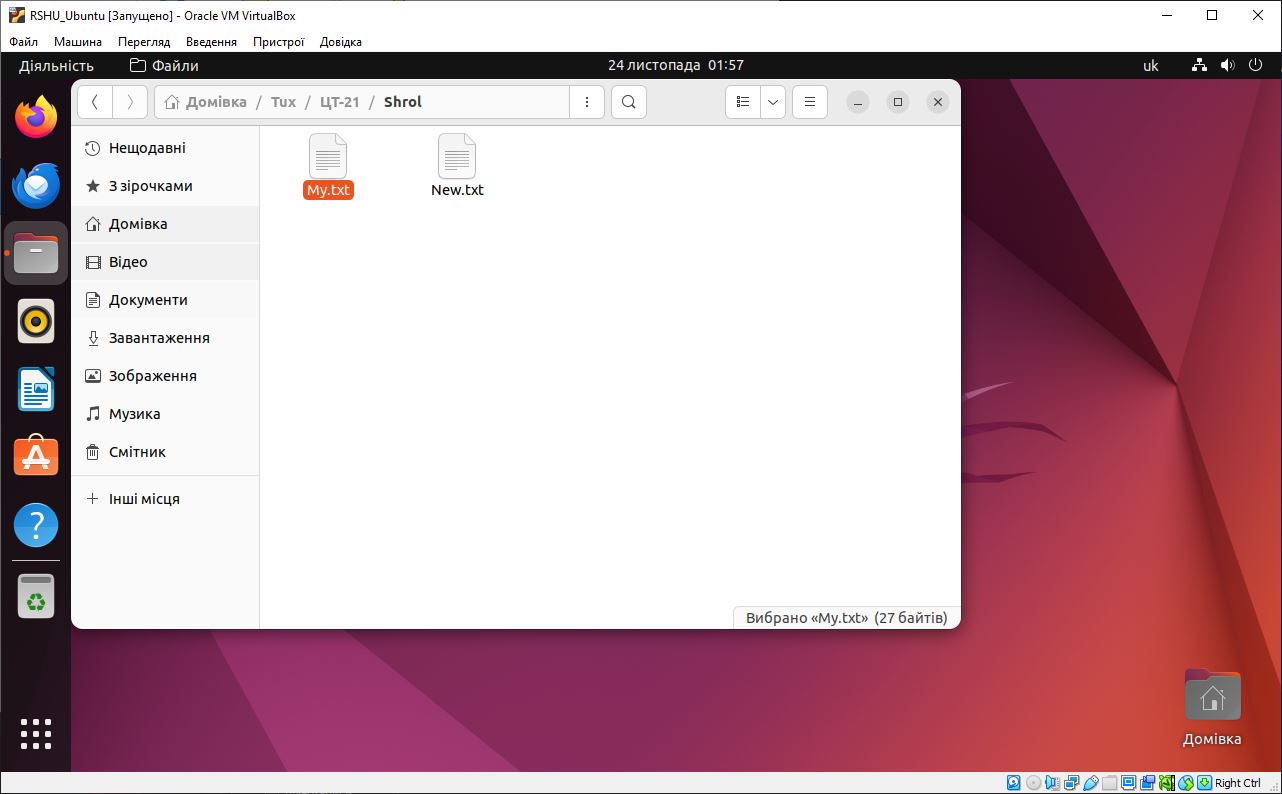 RSHU_Ubuntu [Запущено] - Oracle VM VirtualBox
Файл Машина Перегляд Введення Пристрої Довідка
Діяльність Файли 24 листопада 01:57 uk
Домівка / Tux / ЦТ-21 / Shrol
Нещодавні
З зірочками
Домівка
Відео
Документи
Завантаження
Зображення
Музика
Смітник
Інші місця
My.txt New.txt
Вибрано «My.txt» (27 байтів)
Домівка
Right Ctrl